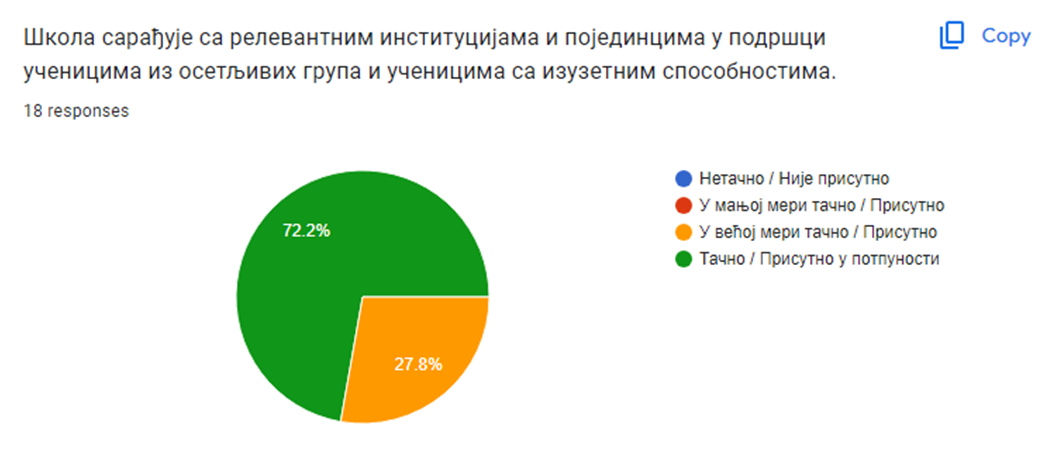 Школа сарађује са релевантним институцијама и појединцима у подршци
ученицима из осетљивих група и ученицима са изузетним способностима.
Copy
18 responses
72.2%
27.8%
Нетачно / Није присутно
У мањој мери тачно / Присутно
У већој мери тачно / Присутно
Тачно / Присутно у потпуности